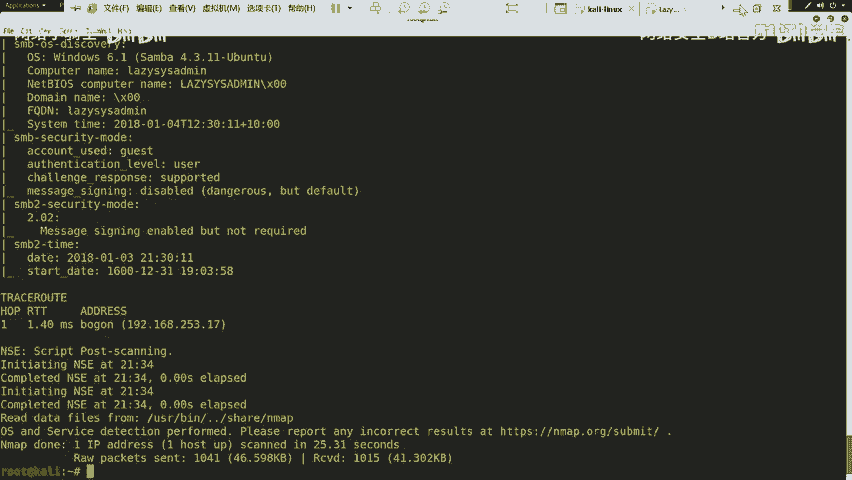 文件(F) 编辑(E) 查看(V) 虚拟机(M) 选项卡(T) 帮助(H)
kali-linux
lazy...
Applications
smb-os-discovery:
|   OS: Windows 6.1 (Samba 4.3.11-Ubuntu)
|   Computer name: lazysysadmin
|   NetBIOS computer name: LAZYSYSADMIN\x00
|   Domain name: \x00
|   FQDN: lazysysadmin
|_  System time: 2018-01-04T12:30:11+10:00
| smb-security-mode:
|   account_used: guest
|   authentication_level: user
|   challenge_response: supported
|_  message_signing: disabled (dangerous, but default)
| smb2-security-mode:
|   2.02:
|_    Message signing enabled but not required
| smb2-time:
|   date: 2018-01-03 21:30:11
|_  start_date: 1600-12-31 19:03:58
TRACEROUTE
HOP RTT     ADDRESS
1   1.40 ms bogon (192.168.253.17)
NSE: Script Post-scanning.
Initiating NSE at 21:34
Completed NSE at 21:34, 0.00s elapsed
Initiating NSE at 21:34
Completed NSE at 21:34, 0.00s elapsed
Read data files from: /usr/bin/../share/nmap
OS and Service detection performed. Please report any incorrect results at https://nmap.org/submit/ .
Nmap done: 1 IP address (1 host up) scanned in 25.31 seconds
Raw packets sent: 1041 (46.598KB) | Rcvd: 1015 (41.302KB)
root@kali:~#